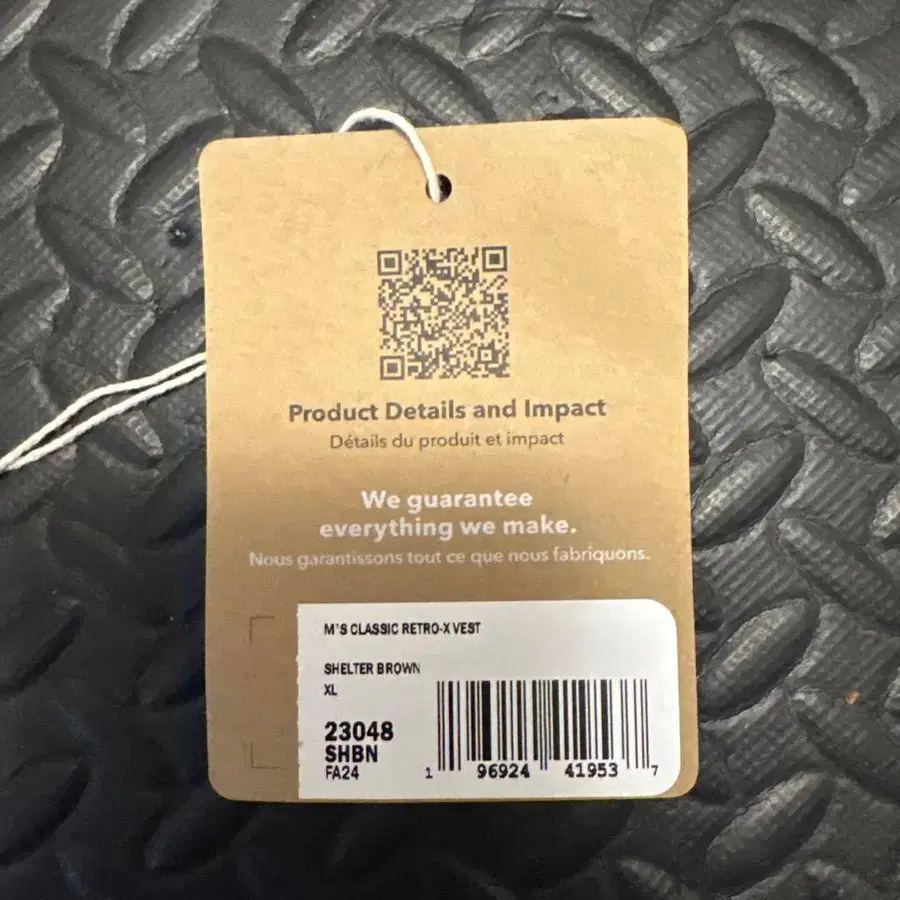 Product Details and Impact
Détails du produit et impact
We guarantee
everything we make.
Nous garantissons tout ce que nous fabriquons.
M'S CLASSIC RETRO-X VEST
SHELTER BROWN
XL
23048
SHBN
FA24
1 96924 41953 7